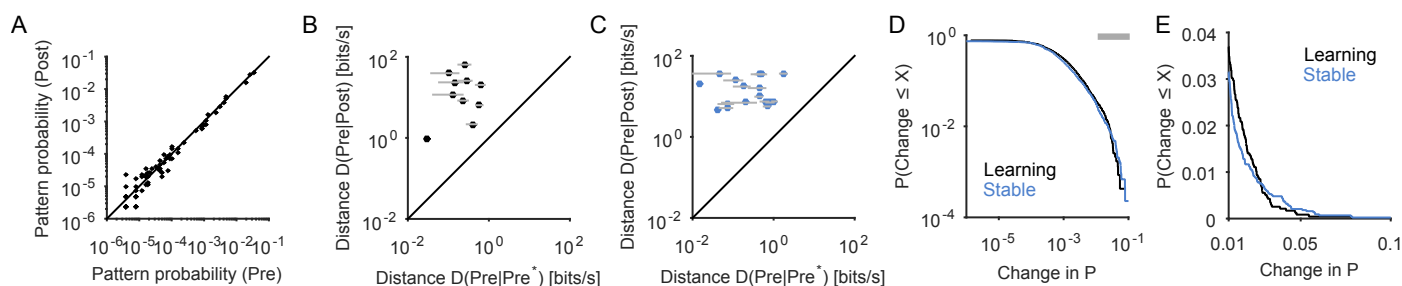 A
Pattern probability (Post)
10^-1
10^-2
10^-3
10^-4
10^-5
10^-6
10^-6 10^-5 10^-4 10^-3 10^-2 10^-1
Pattern probability (Pre)
B
Distance D(Pre|Post) [bits/s]
10^2
10^0
10^-2
10^-2 10^0 10^2
Distance D(Pre|Pre*) [bits/s]
C
Distance D(Pre|Post) [bits/s]
10^2
10^0
10^-2
10^-2 10^0 10^2
Distance D(Pre|Pre*) [bits/s]
D
P(Change ≤ X)
10^0
10^-2
10^-4
Learning
Stable
10^-5 10^-3 10^-1
Change in P
E
P(Change ≤ X)
0.04
0.03
0.02
0.01
0
Learning
Stable
0.01 0.05 0.1
Change in P